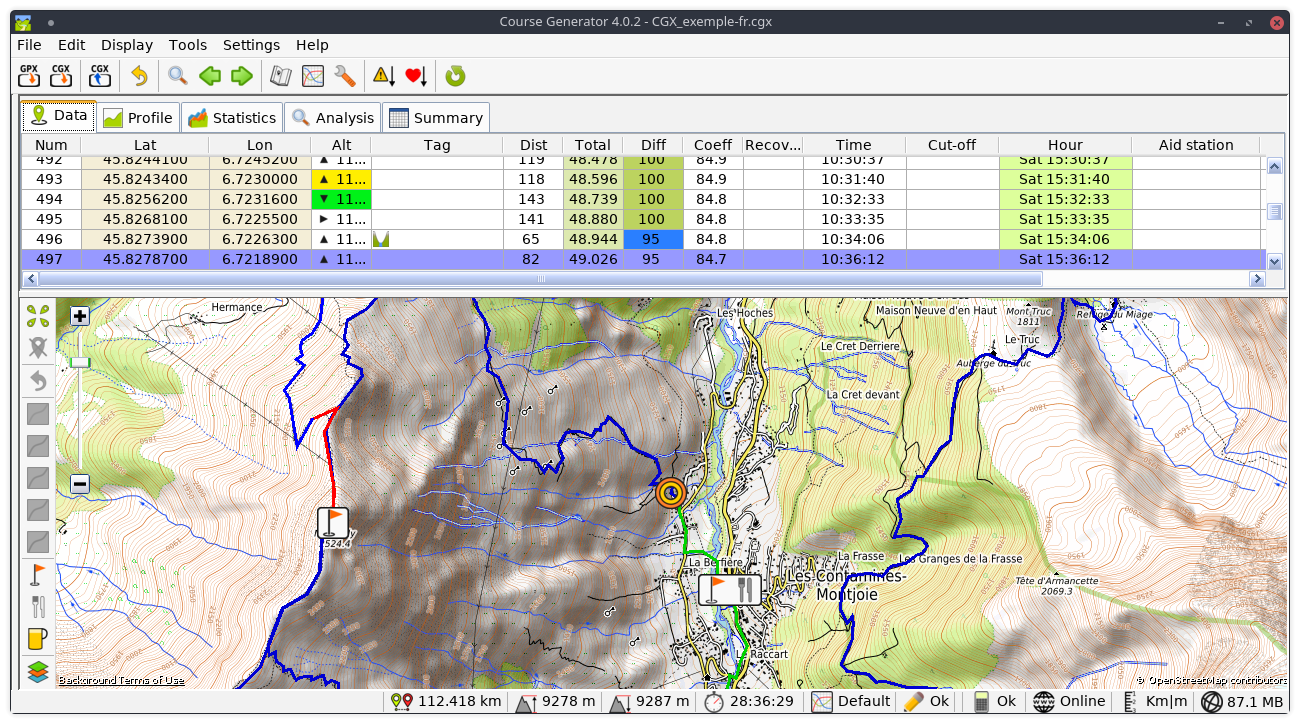 Course Generator 4.0.2 - CGX_exemple-fr.cgx
File Edit Display Tools Settings Help
GPX CGX CGX
Data Profile Statistics Analysis Summary
Num Lat Lon Alt Tag Dist Total Diff Coeff Recov... Time Cut-off Hour Aid station
492 45.8244100 6.7245200 11... 119 48.478 100 84.9 10:30:37 Sat 15:30:37
493 45.8243400 6.7230000 11... 118 48.596 100 84.9 10:31:40 Sat 15:31:40
494 45.8256200 6.7231600 11... 143 48.739 100 84.8 10:32:33 Sat 15:32:33
495 45.8268100 6.7225500 11... 141 48.880 100 84.8 10:33:35 Sat 15:33:35
496 45.8273900 6.7226300 11... 65 48.944 95 84.8 10:34:06 Sat 15:34:06
497 45.8278700 6.7218900 11... 82 49.026 95 84.7 10:36:12 Sat 15:36:12
Hermance
Les Hoches
Maison Neuve d'en Haut
Mont Truc
1811
Refuge du Miage
Le Truc
Le Cret Derriere
Auberge du Truc
La Cret devant
524.4
La Berfière
La Frasse
Les Granges de la Frasse
Les Contamines-
Montjoie
Tête d'Armancette
2069.3
Le Raccart
Background Terms of Use
© OpenStreetMap contributors
112.418 km 9278 m 9287 m 28:36:29 Default Ok Ok Online Km|m 87.1 MB